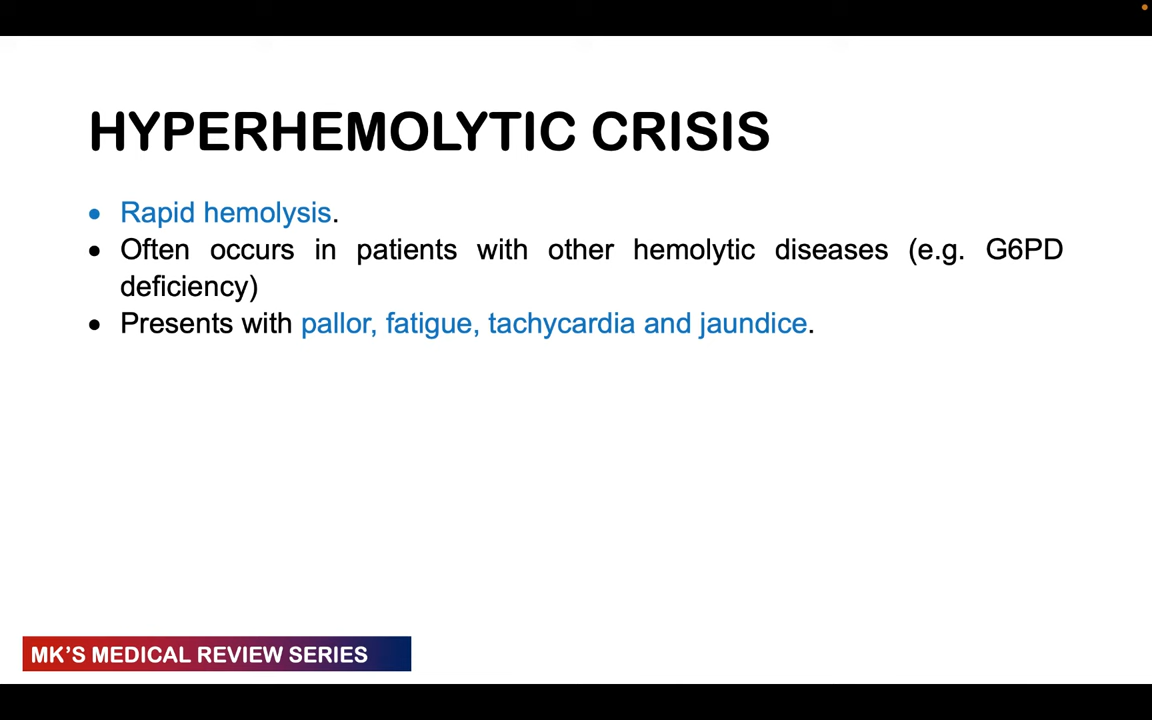 HYPERHEMOLYTIC CRISIS
• Rapid hemolysis.
• Often occurs in patients with other hemolytic diseases (e.g. G6PD
deficiency)
• Presents with pallor, fatigue, tachycardia and jaundice.
MK'S MEDICAL REVIEW SERIES